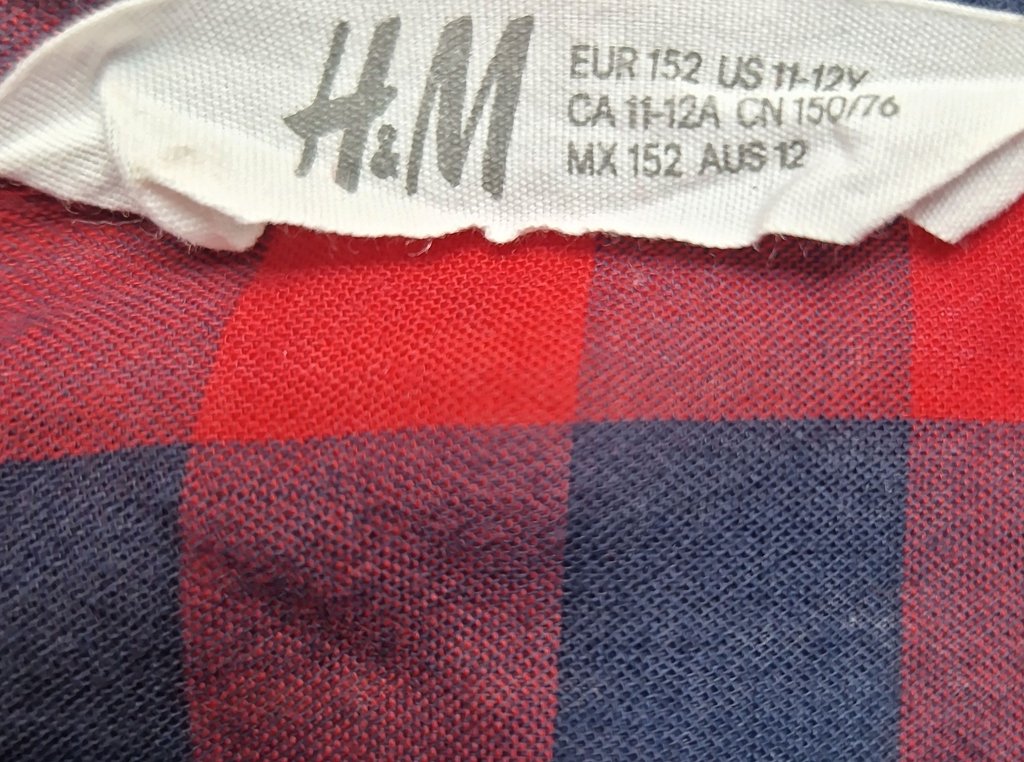 H&M
EUR 152 US 11-12Y
CA 11-12A CN 150/76
MX 152 AUS 12